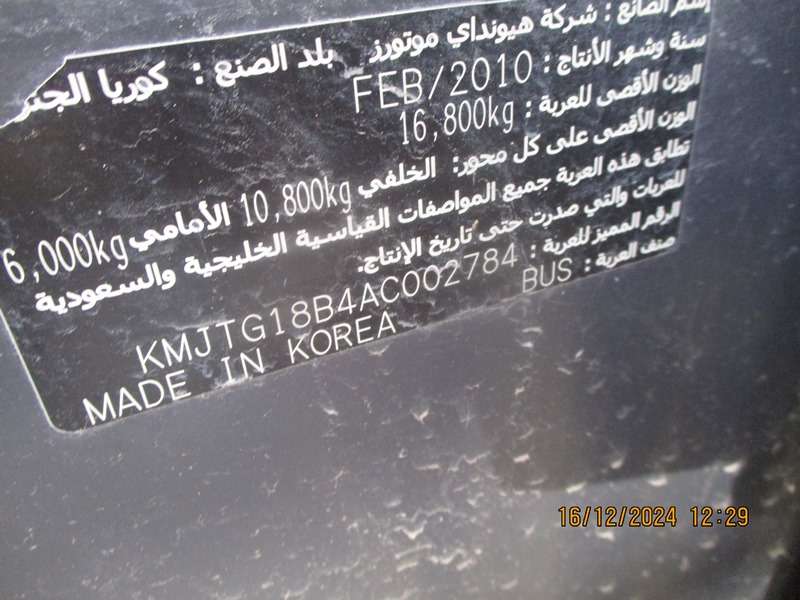 إسم الصانع : شركة هيونداي موتورز بلد الصنع : كوريا
سنة وشهر الأنتاج : FEB/2010
الوزن الأقصى للعربة : 16,800kg
الوزن الأقصى على كل محور: الخلفي 10,800kg الأمامي 6,000kg
تطابق هذه العربة جميع المواصفات القياسية الخليجية والسعودية
للعربات والتي صدرت حتى تاريخ الإنتاج.
الرقم المميز للعربة : KMJTG18B4AC002784
صنف العربة : BUS
MADE IN KOREA
16/12/2024 12:29